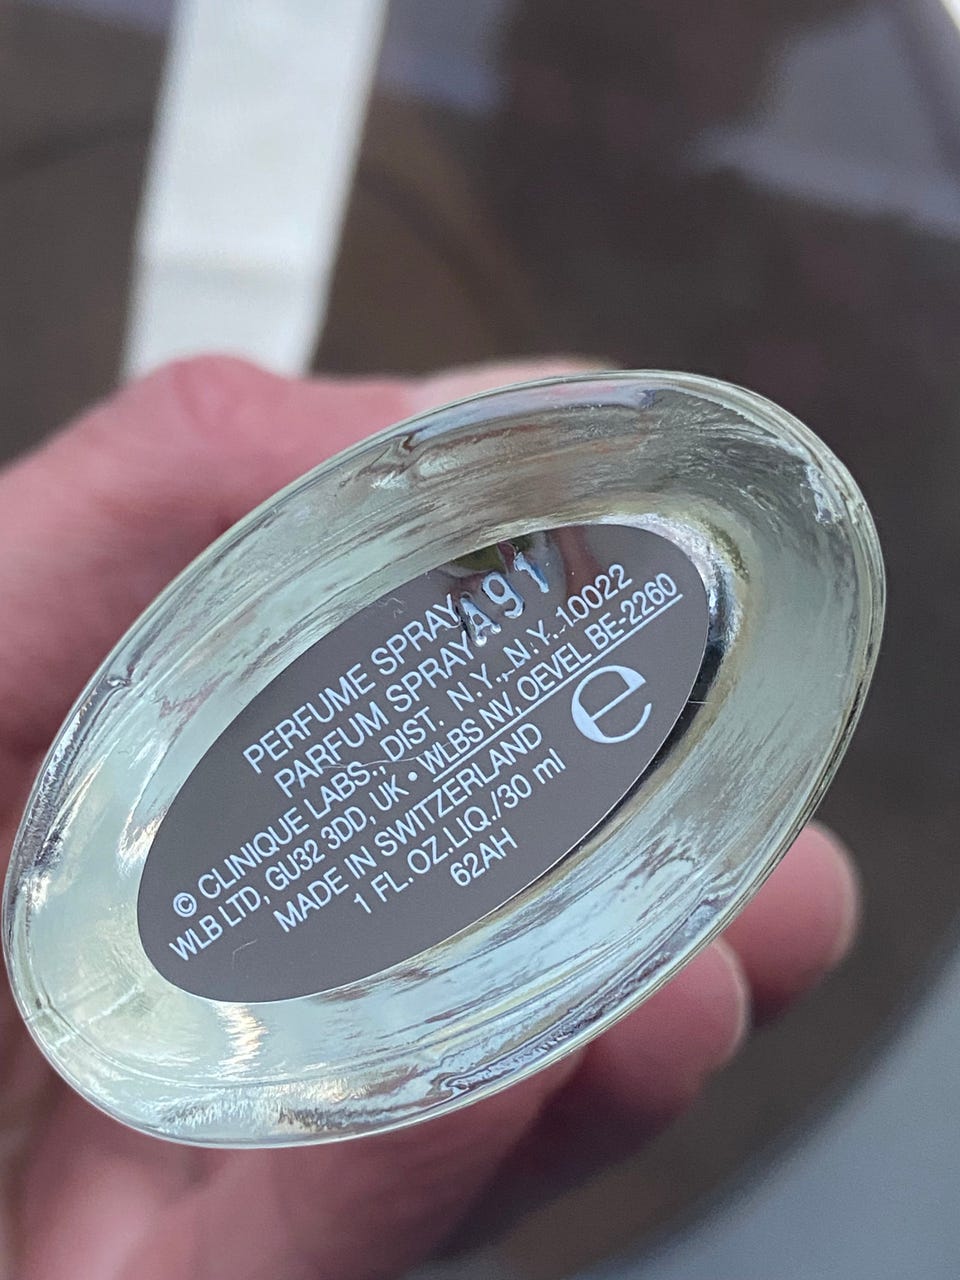 A91
PERFUME SPRAY
PARFUM SPRAY
© CLINIQUE LABS., DIST. N.Y., N.Y. 10022
WLB LTD, GU32 3DD, UK • WLBS NV, OEVEL BE-2260
MADE IN SWITZERLAND
1 FL. OZ.LIQ./30 ml ℮
62AH